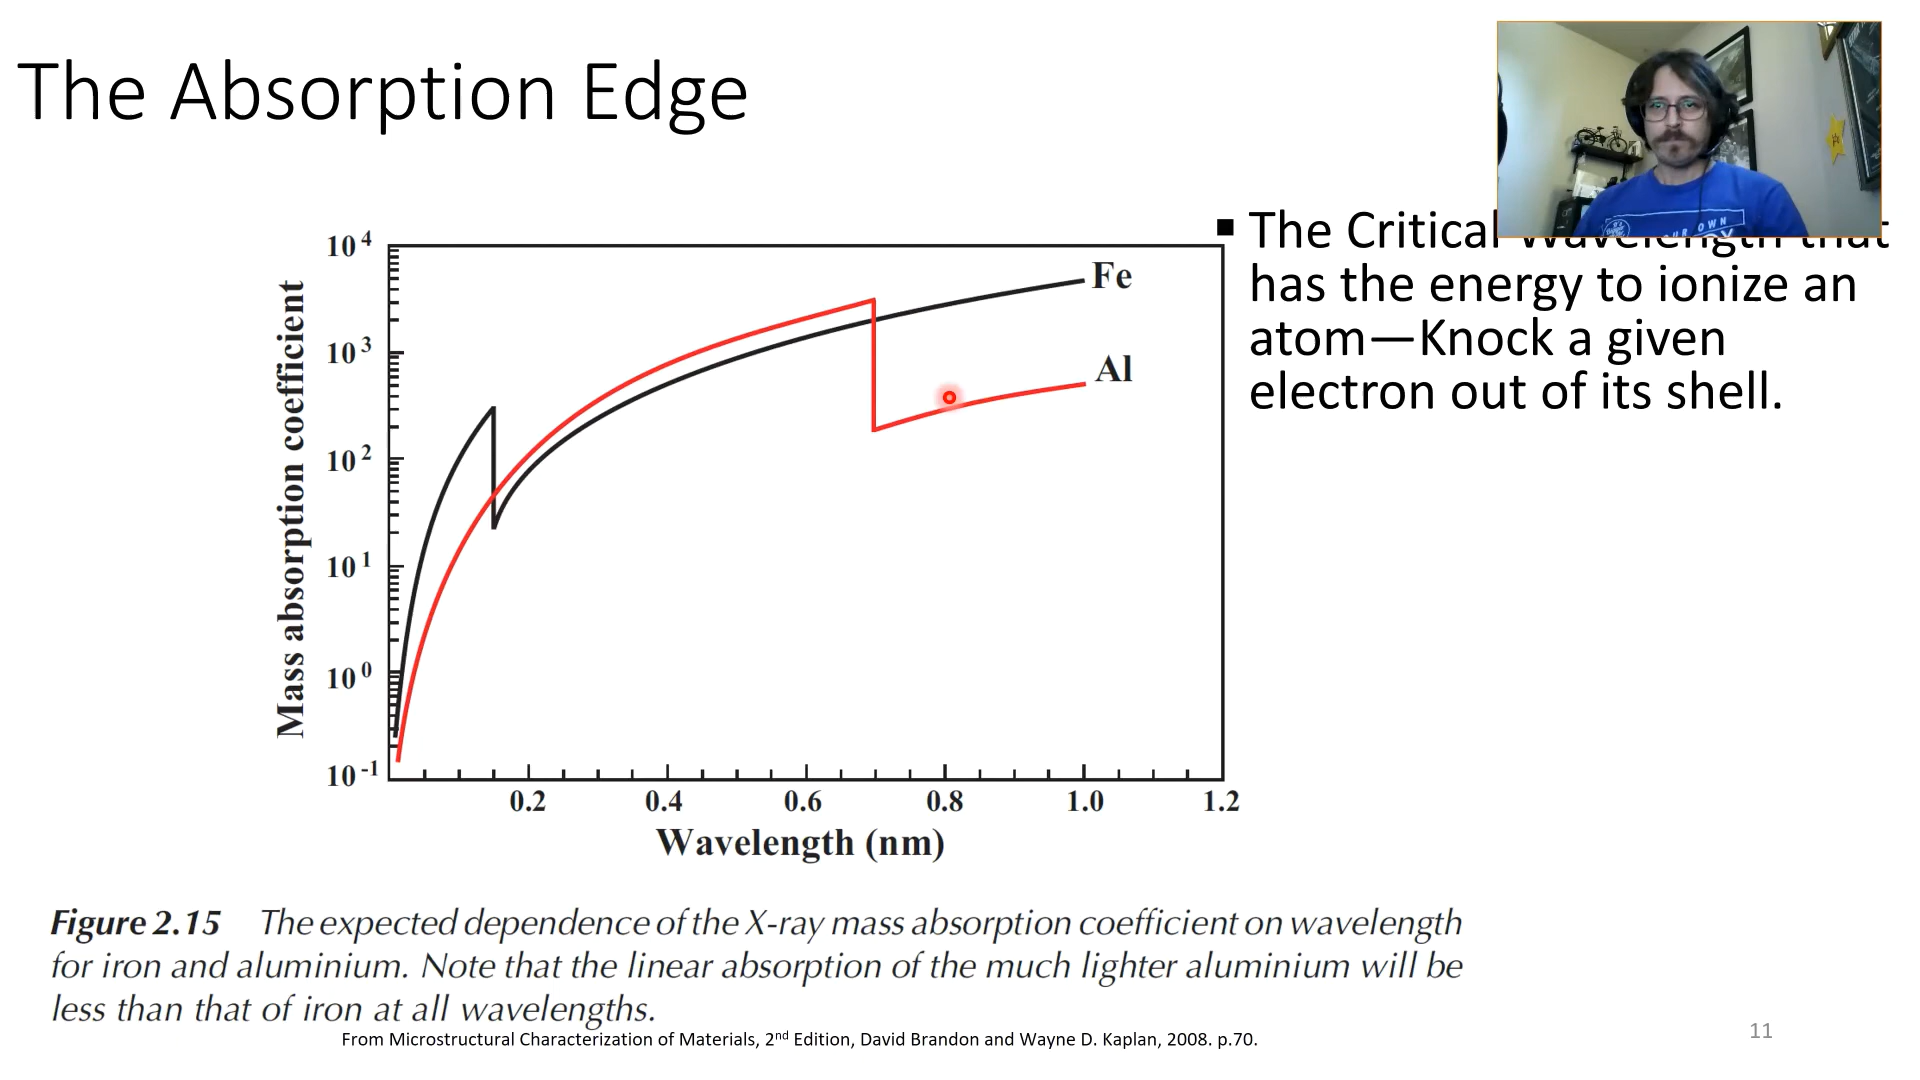 The Absorption Edge
OWN
The Critical Wavelength that
has the energy to ionize an
atom—Knock a given
electron out of its shell.
10⁴
10³
10²
10¹
10⁰
10⁻¹
Mass absorption coefficient
Fe
Al
0.2 0.4 0.6 0.8 1.0 1.2
Wavelength (nm)
Figure 2.15 The expected dependence of the X-ray mass absorption coefficient on wavelength
for iron and aluminium. Note that the linear absorption of the much lighter aluminium will be
less than that of iron at all wavelengths.
From Microstructural Characterization of Materials, 2nd Edition, David Brandon and Wayne D. Kaplan, 2008. p.70.
11